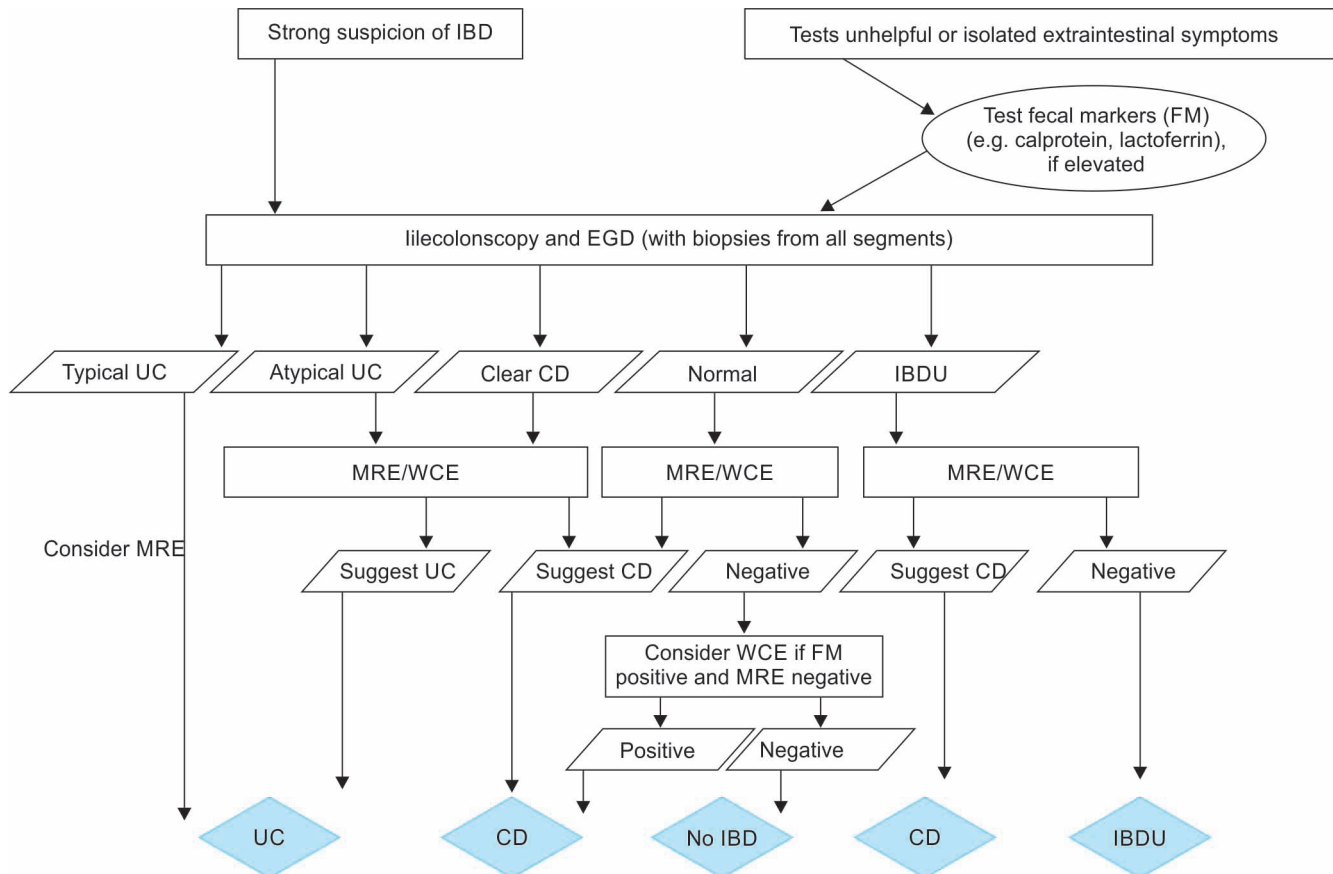 Strong suspicion of IBD
Tests unhelpful or isolated extraintestinal symptoms
Test fecal markers (FM)
(e.g. calprotein, lactoferrin),
if elevated
Iilecolonscopy and EGD (with biopsies from all segments)
Typical UC
Atypical UC
Clear CD
Normal
IBDU
MRE/WCE
MRE/WCE
MRE/WCE
Consider MRE
Suggest UC
Suggest CD
Negative
Suggest CD
Negative
Consider WCE if FM
positive and MRE negative
Positive
Negative
UC
CD
No IBD
CD
IBDU